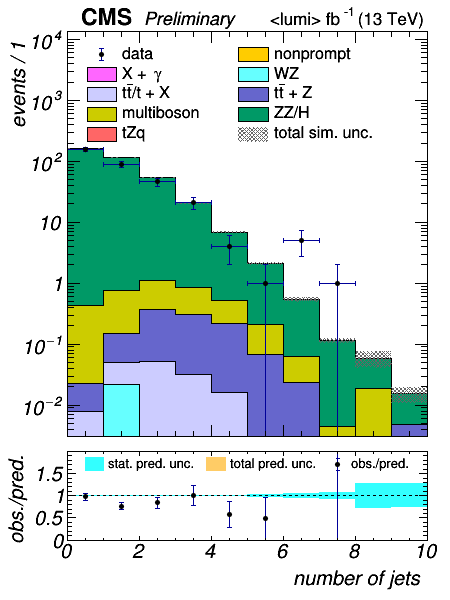 CMS Preliminary <lumi> fb⁻¹ (13 TeV)
events / 1
10⁴
10³
10²
10
1
10⁻¹
10⁻²
data
nonprompt
X + γ
WZ
tt̄/t + X
tt̄ + Z
multiboson
ZZ/H
tZq
total sim. unc.
obs./pred.
1.5
1
0.5
0
stat. pred. unc.
total pred. unc.
obs./pred.
0 2 4 6 8 10
number of jets